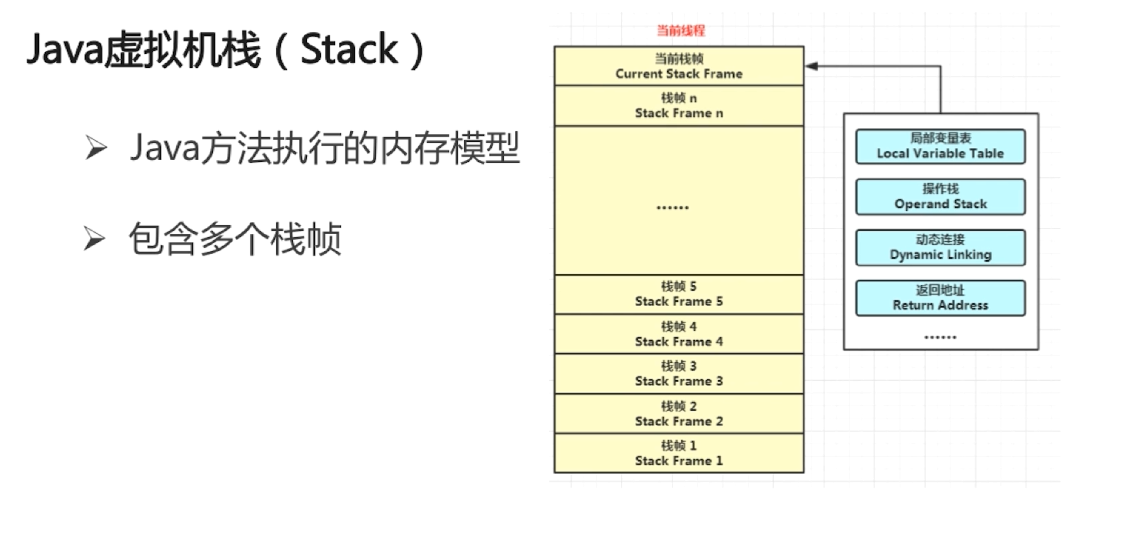 Java虚拟机栈（Stack）
Java方法执行的内存模型
包含多个栈帧
当前线程
当前栈帧
Current Stack Frame
栈帧 n
Stack Frame n
......
栈帧 5
Stack Frame 5
栈帧 4
Stack Frame 4
栈帧 3
Stack Frame 3
栈帧 2
Stack Frame 2
栈帧 1
Stack Frame 1
局部变量表
Local Variable Table
操作栈
Operand Stack
动态连接
Dynamic Linking
返回地址
Return Address
......